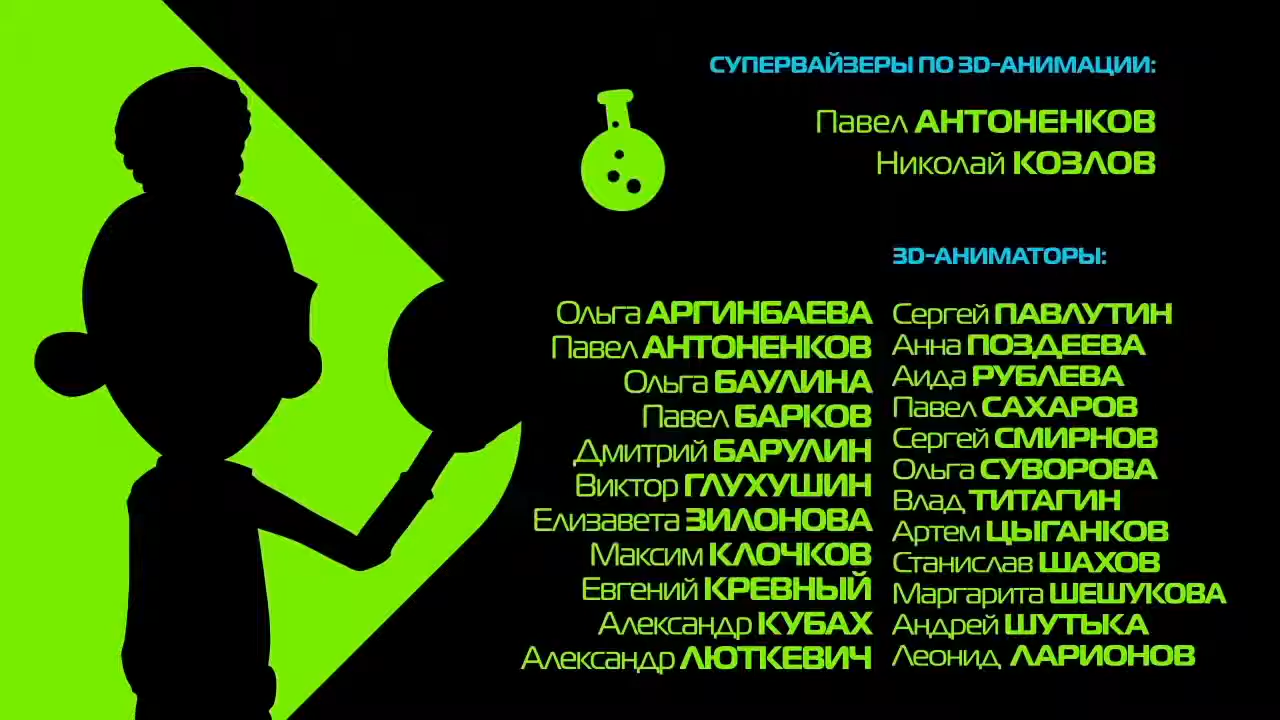 СУПЕРВАЙЗЕРЫ ПО 3D-АНИМАЦИИ:
Павел АНТОНЕНКОВ
Николай КОЗЛОВ
3D-АНИМАТОРЫ:
Ольга АРГИНБАЕВА
Павел АНТОНЕНКОВ
Ольга БАУЛИНА
Павел БАРКОВ
Дмитрий БАРУЛИН
Виктор ГЛУХУШИН
Елизавета ЗИЛОНОВА
Максим КЛОЧКОВ
Евгений КРЕВНЫЙ
Александр КУБАХ
Александр ЛЮТКЕВИЧ
Сергей ПАВЛУТИН
Анна ПОЗДЕЕВА
Аида РУБЛЕВА
Павел САХАРОВ
Сергей СМИРНОВ
Ольга СУВОРОВА
Влад ТИТАГИН
Артем ЦЫГАНКОВ
Станислав ШАХОВ
Маргарита ШЕШУКОВА
Андрей ШУТЬКА
Леонид ЛАРИОНОВ